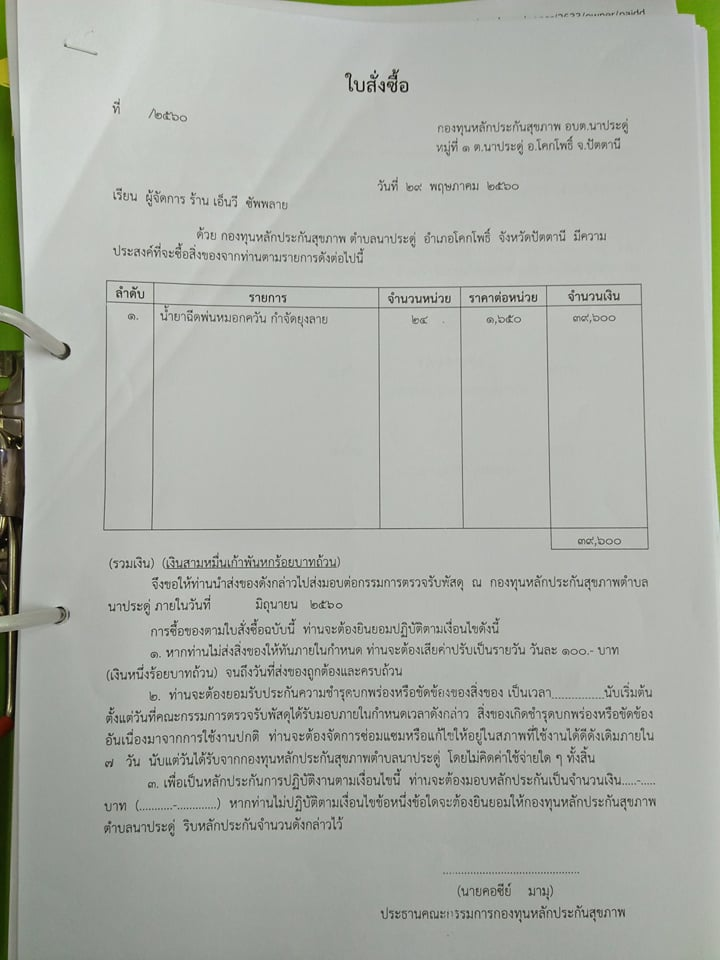 ใบสั่งซื้อ
ที่ /๒๕๖๐
กองทุนหลักประกันสุขภาพ อบต.นาประดู่
หมู่ที่ ๑ ต.นาประดู่ อ.โคกโพธิ์ จ.ปัตตานี
วันที่ ๒๙ พฤษภาคม ๒๕๖๐
เรียน ผู้จัดการ ร้าน เอ็นวี ซัพพลาย
ด้วย กองทุนหลักประกันสุขภาพ ตำบลนาประดู่ อำเภอโคกโพธิ์ จังหวัดปัตตานี มีความ
ประสงค์ที่จะซื้อสิ่งของจากท่านตามรายการดังต่อไปนี้
ลำดับ รายการ จำนวนหน่วย ราคาต่อหน่วย จำนวนเงิน
๑. น้ำยาฉีดพ่นหมอกควัน กำจัดยุงลาย ๒๔ ๑,๖๕๐ ๓๙,๖๐๐
๓๙,๖๐๐
(รวมเงิน) (เงินสามหมื่นเก้าพันหกร้อยบาทถ้วน)
จึงขอให้ท่านนำส่งของดังกล่าวไปส่งมอบต่อกรรมการตรวจรับพัสดุ ณ กองทุนหลักประกันสุขภาพตำบล
นาประดู่ ภายในวันที่ มิถุนายน ๒๕๖๐
การซื้อของตามใบสั่งซื้อฉบับนี้ ท่านจะต้องยินยอมปฏิบัติตามเงื่อนไขดังนี้
๑. หากท่านไม่ส่งสิ่งของให้ทันภายในกำหนด ท่านจะต้องเสียค่าปรับเป็นรายวัน วันละ ๑๐๐.- บาท
(เงินหนึ่งร้อยบาทถ้วน) จนถึงวันที่ส่งของถูกต้องและครบถ้วน
๒. ท่านจะต้องยอมรับประกันความชำรุดบกพร่องหรือขัดข้องของสิ่งของ เป็นเวลา................นับเริ่มต้น
ตั้งแต่วันที่คณะกรรมการตรวจรับพัสดุได้รับมอบภายในกำหนดเวลาดังกล่าว สิ่งของเกิดชำรุดบกพร่องหรือขัดข้อง
อันเนื่องมาจากการใช้งานปกติ ท่านจะต้องจัดการซ่อมแซมหรือแก้ไขให้อยู่ในสภาพที่ใช้งานได้ดีดังเดิมภายใน
๗ วัน นับแต่วันได้รับจากกองทุนหลักประกันสุขภาพตำบลนาประดู่ โดยไม่คิดค่าใช้จ่ายใด ๆ ทั้งสิ้น
๓. เพื่อเป็นหลักประกันการปฏิบัติงานตามเงื่อนไขนี้ ท่านจะต้องมอบหลักประกันเป็นจำนวนเงิน.....-.....
บาท (...........-.............) หากท่านไม่ปฏิบัติตามเงื่อนไขข้อหนึ่งข้อใดจะต้องยินยอมให้กองทุนหลักประกันสุขภาพ
ตำบลนาประดู่ ริบหลักประกันจำนวนดังกล่าวไว้
(นายคอซีย์ มามุ)
ประธานคณะกรรมการกองทุนหลักประกันสุขภาพ